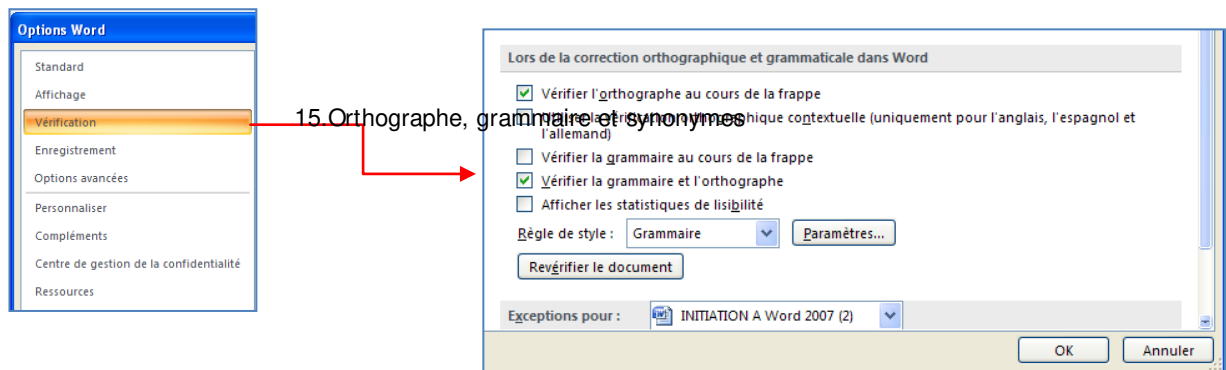 Options Word
Standard
Affichage
Vérification
Enregistrement
Options avancées
Personnaliser
Compléments
Centre de gestion de la confidentialité
Ressources
15.Orthographe, grammaire et synonymes
Lors de la correction orthographique et grammaticale dans Word
Vérifier l'orthographe au cours de la frappe
Utiliser la vérification orthographique contextuelle (uniquement pour l'anglais, l'espagnol et
l'allemand)
Vérifier la grammaire au cours de la frappe
Vérifier la grammaire et l'orthographe
Afficher les statistiques de lisibilité
Règle de style : Grammaire Paramètres...
Revérifier le document
Exceptions pour : INITIATION A Word 2007 (2)
OK Annuler